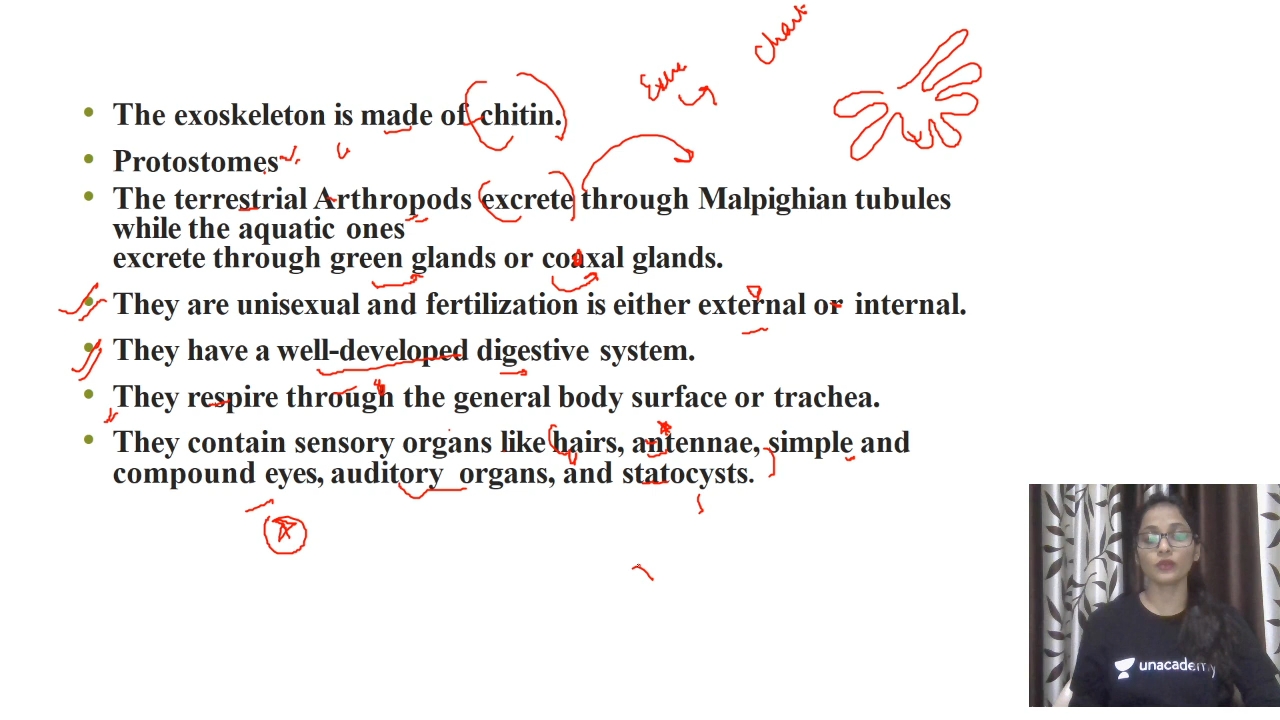 Chart
• The exoskeleton is made of chitin.
• Protostomes
• The terrestrial Arthropods excrete through Malpighian tubules
while the aquatic ones
excrete through green glands or coaxal glands.
• They are unisexual and fertilization is either external or internal.
• They have a well-developed digestive system.
• They respire through the general body surface or trachea.
• They contain sensory organs like hairs, antennae, simple and
compound eyes, auditory organs, and statocysts.
unacademy